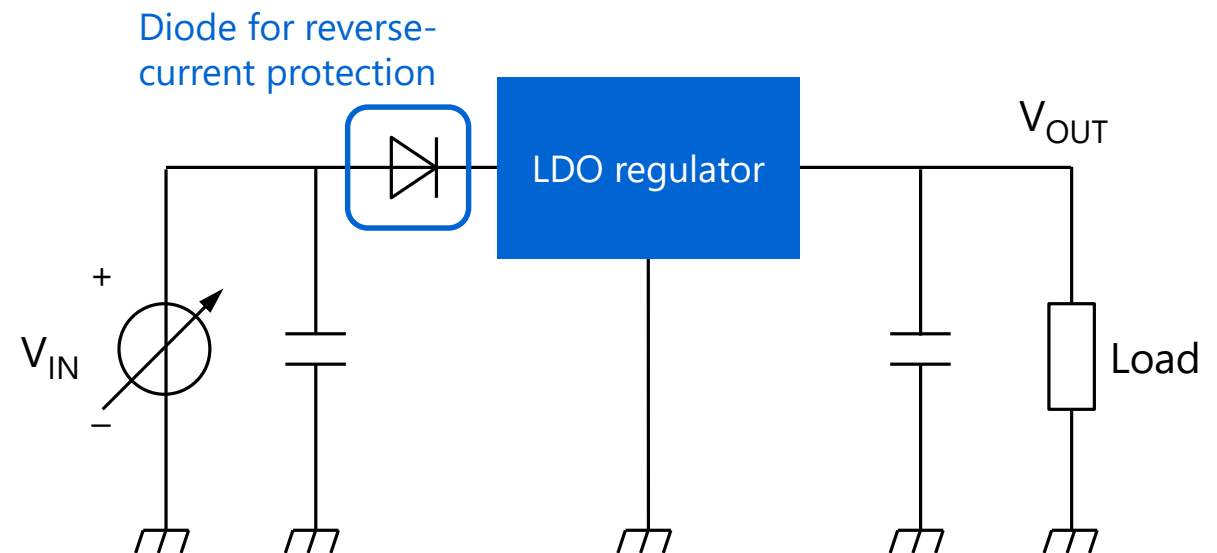 Diode for reverse-
current protection
LDO regulator
VOUT
+
VIN
–
Load